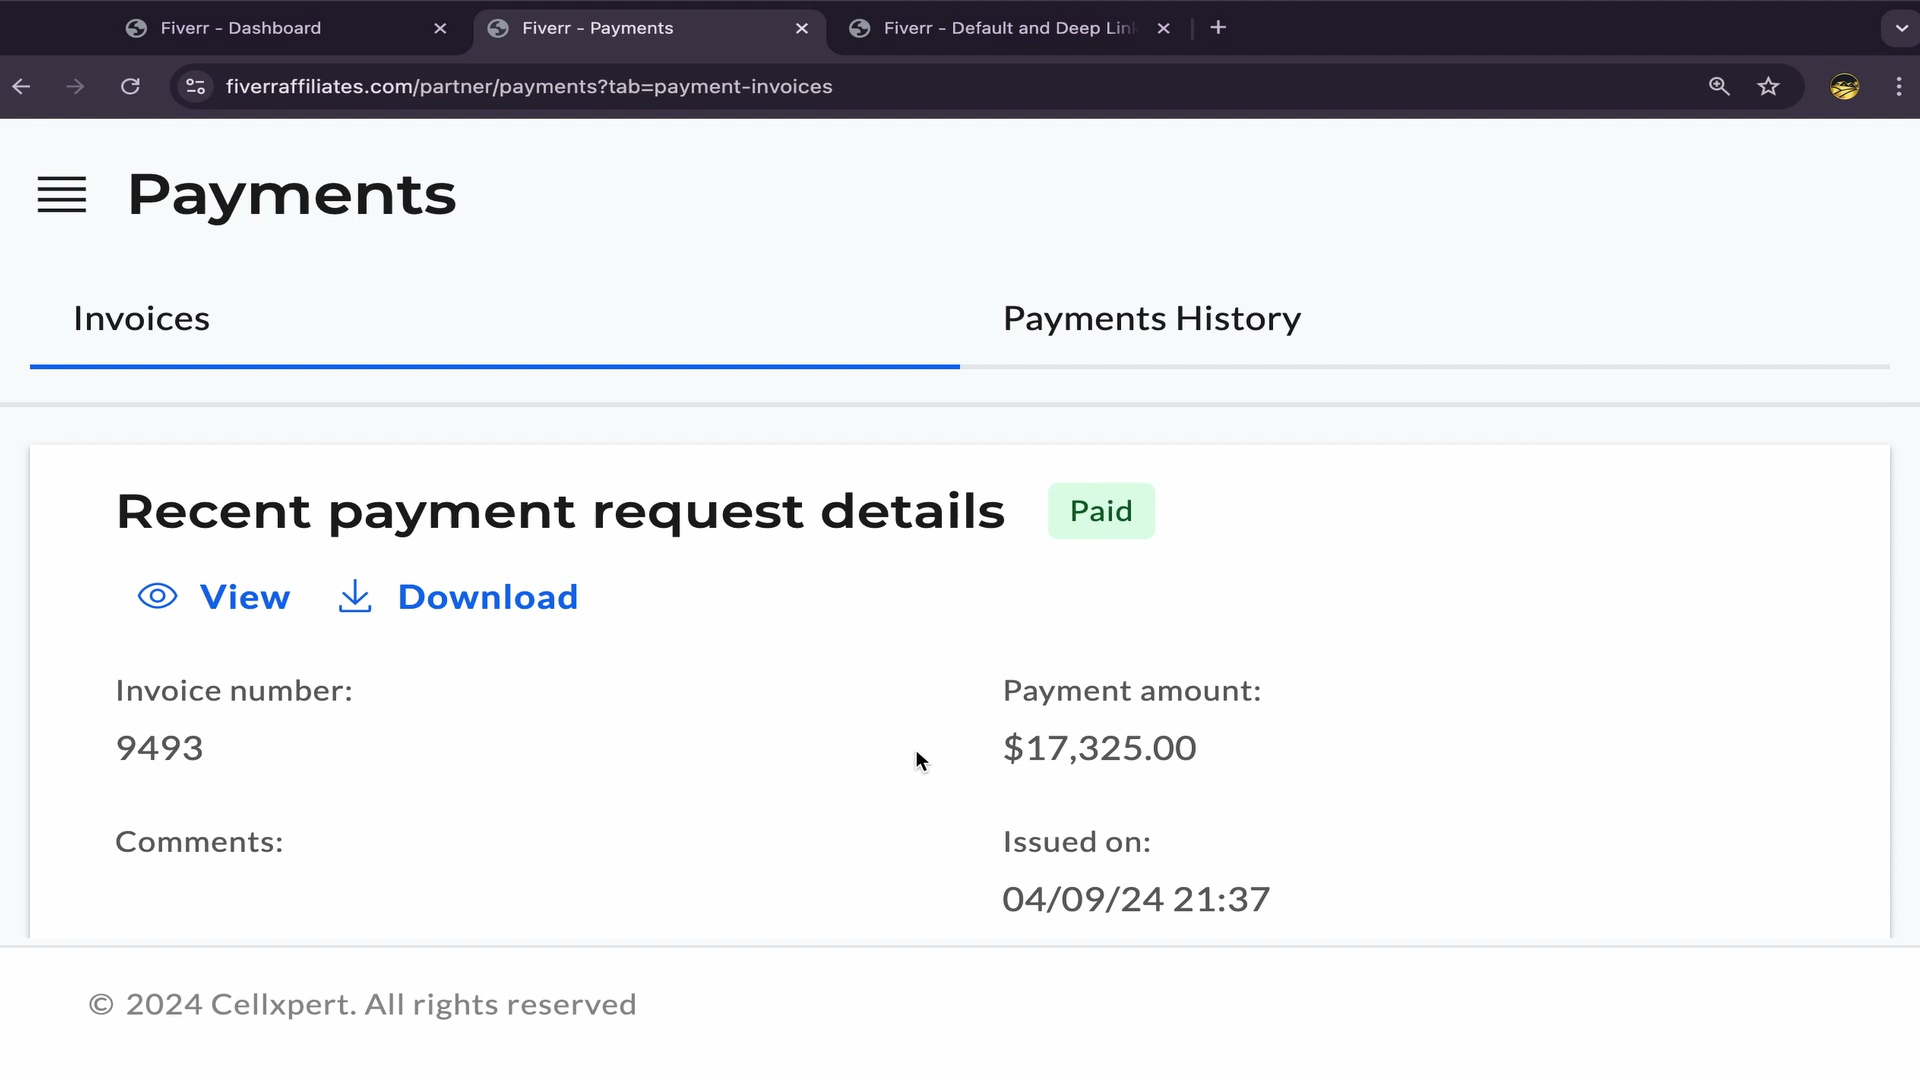 Fiverr - Dashboard
Fiverr - Payments
Fiverr - Default and Deep Lin
fiverraffiliates.com/partner/payments?tab=payment-invoices
Payments
Invoices
Payments History
Recent payment request details
Paid
View
Download
Invoice number:
Payment amount:
9493
$17,325.00
Comments:
Issued on:
04/09/24 21:37
© 2024 Cellxpert. All rights reserved